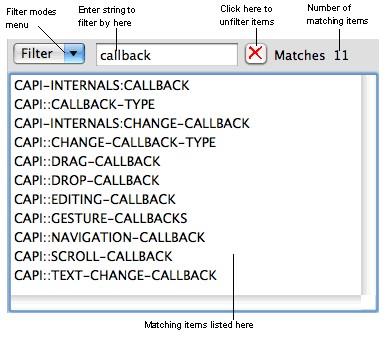 Filter modes
menu
Enter string to
filter by here
Click here to
unfilter items
Number of
matching items
Filter callback Matches 11
CAPI-INTERNALS:CALLBACK
CAPI::CALLBACK-TYPE
CAPI-INTERNALS:CHANGE-CALLBACK
CAPI::CHANGE-CALLBACK-TYPE
CAPI::DRAG-CALLBACK
CAPI::DROP-CALLBACK
CAPI::EDITING-CALLBACK
CAPI::GESTURE-CALLBACKS
CAPI::NAVIGATION-CALLBACK
CAPI::SCROLL-CALLBACK
CAPI::TEXT-CHANGE-CALLBACK
Matching items listed here